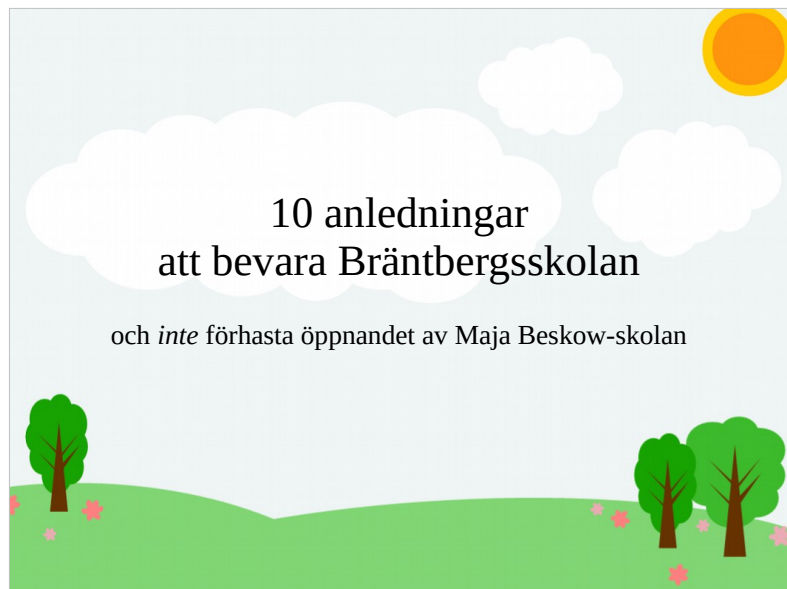 10 anledningar
att bevara Bräntbergsskolan
och inte förhasta öppnandet av Maja Beskow-skolan